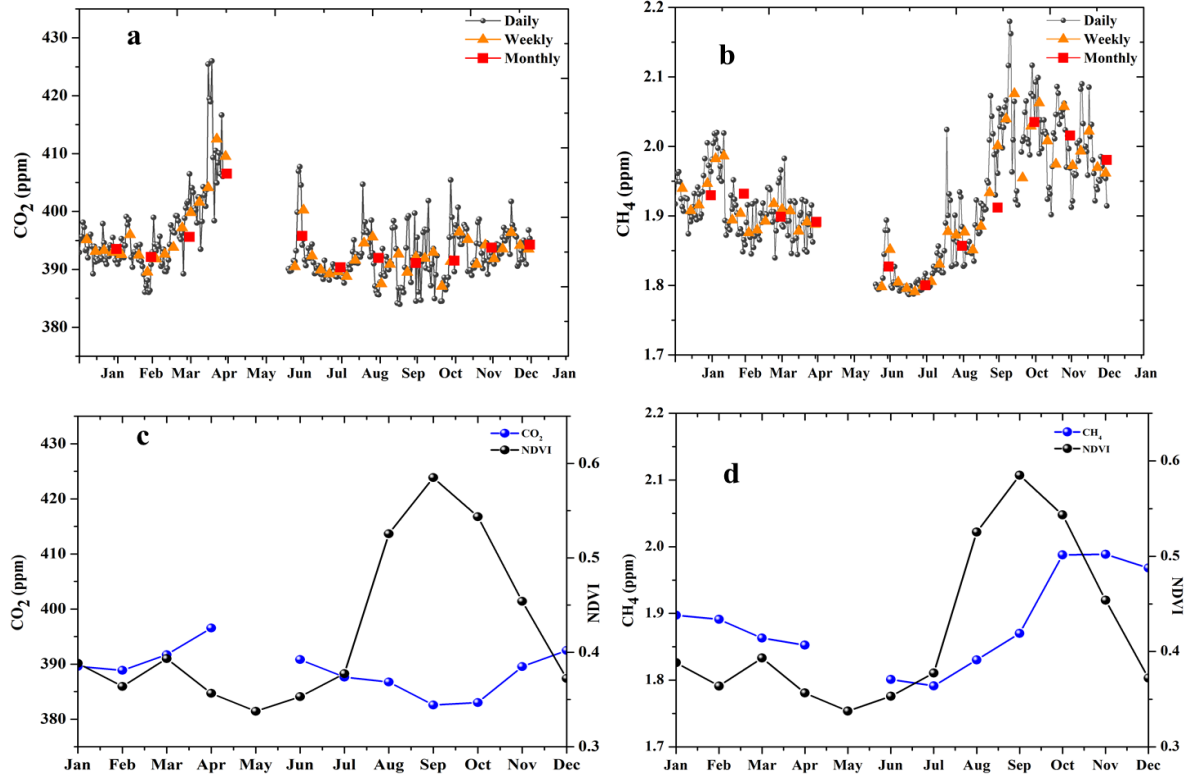 a
Daily
Weekly
Monthly
CO2 (ppm)
430
420
410
400
390
380
Jan Feb Mar Apr May Jun Jul Aug Sep Oct Nov Dec Jan
b
Daily
Weekly
Monthly
CH4 (ppm)
2.2
2.1
2.0
1.9
1.8
1.7
Jan Feb Mar Apr May Jun Jul Aug Sep Oct Nov Dec Jan
c
CO2
NDVI
CO2 (ppm)
430
420
410
400
390
380
NDVI
0.6
0.5
0.4
0.3
Jan Feb Mar Apr May Jun Jul Aug Sep Oct Nov Dec
d
CH4
NDVI
CH4 (ppm)
2.2
2.1
2.0
1.9
1.8
1.7
NDVI
0.6
0.5
0.4
0.3
Jan Feb Mar Apr May Jun Jul Aug Sep Oct Nov Dec